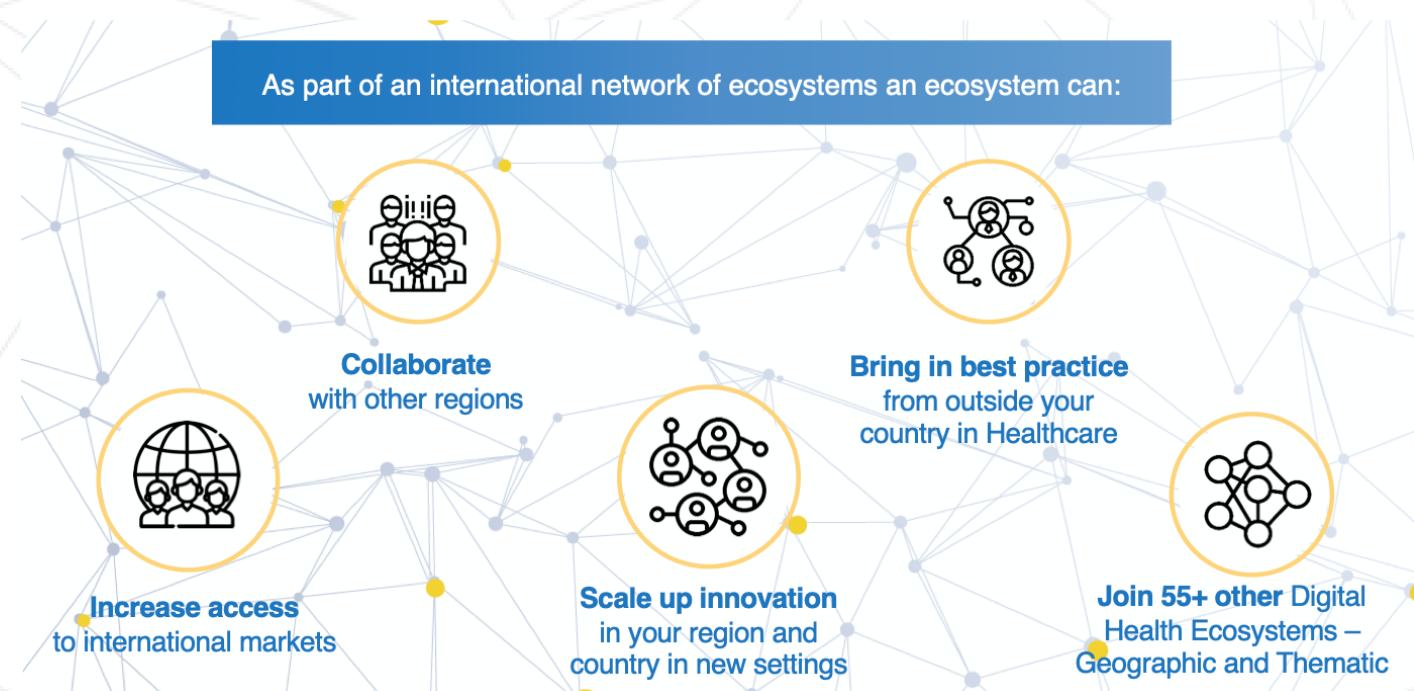 As part of an international network of ecosystems an ecosystem can:
Collaborate
with other regions
Bring in best practice
from outside your
country in Healthcare
Increase access
to international markets
Scale up innovation
in your region and
country in new settings
Join 55+ other Digital
Health Ecosystems –
Geographic and Thematic